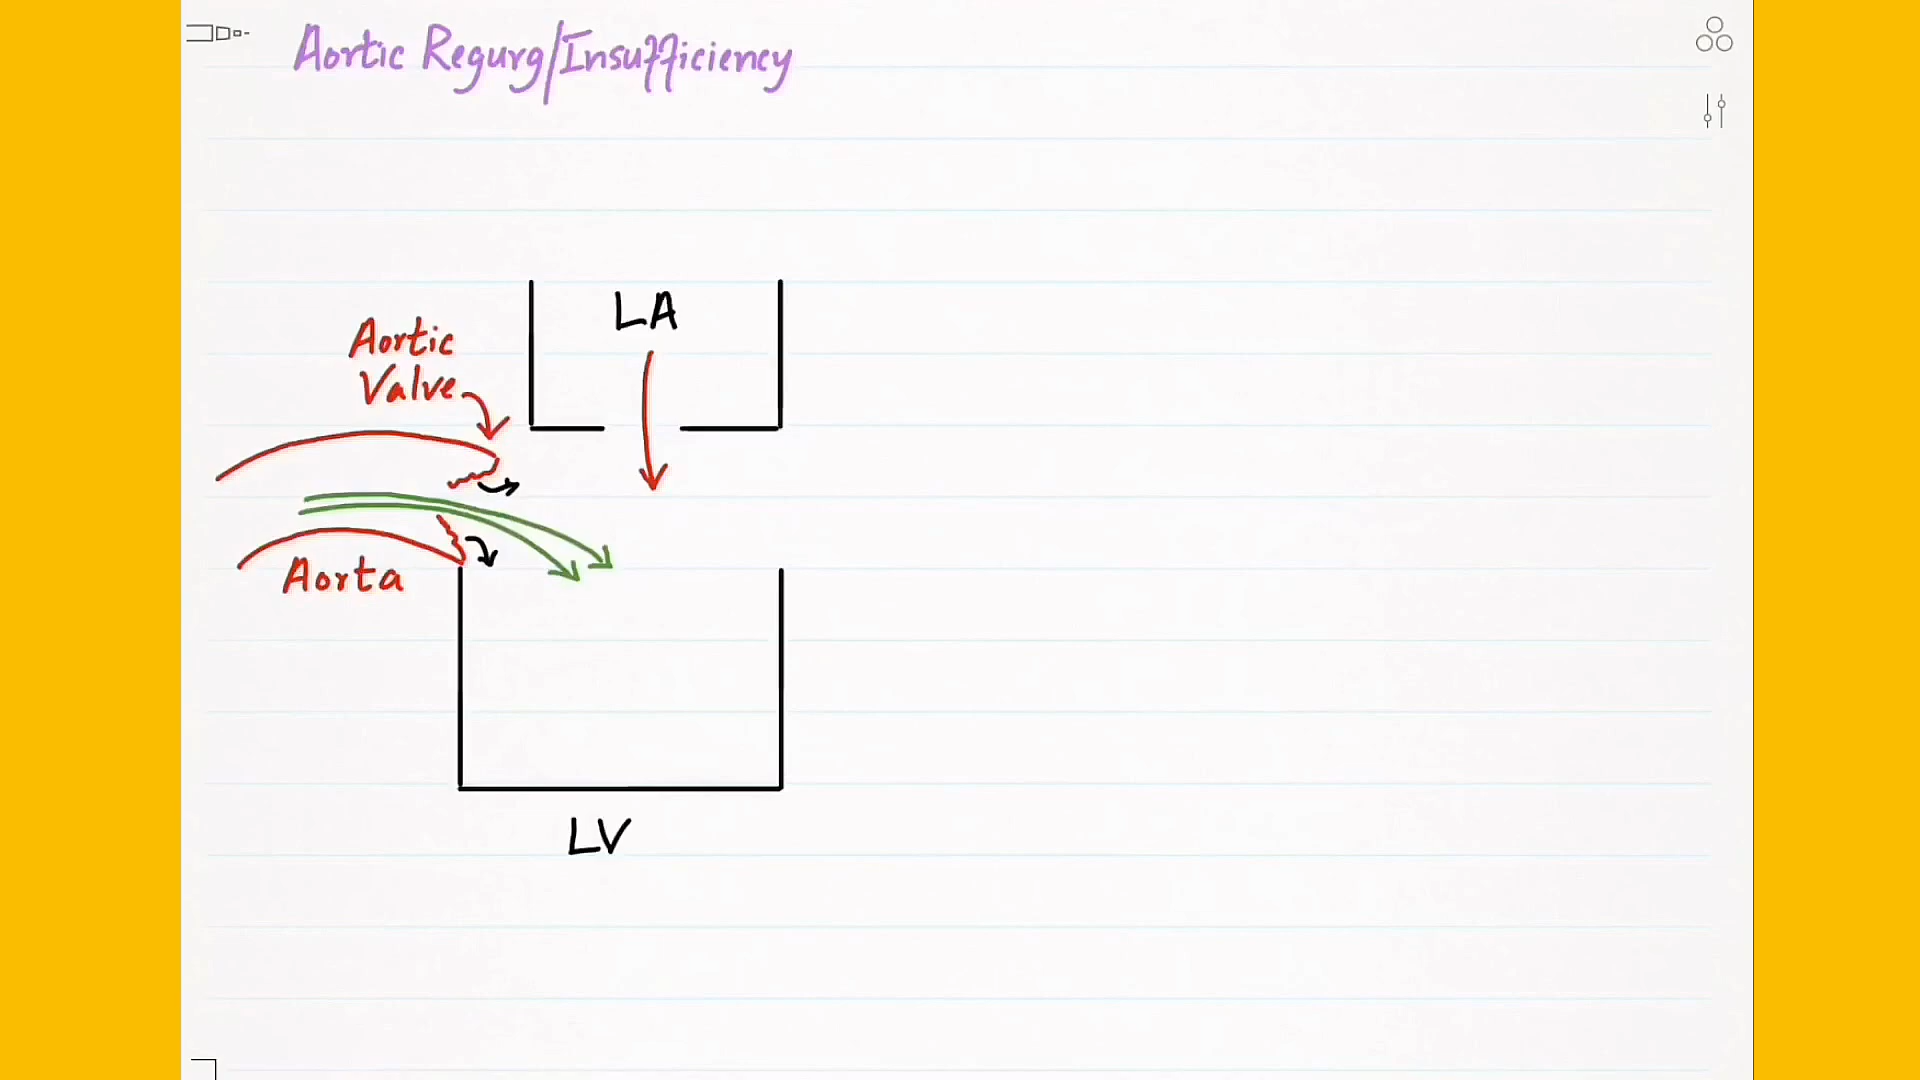 Aortic Regurg/Insufficiency
LA
Aortic
Valve
Aorta
LV